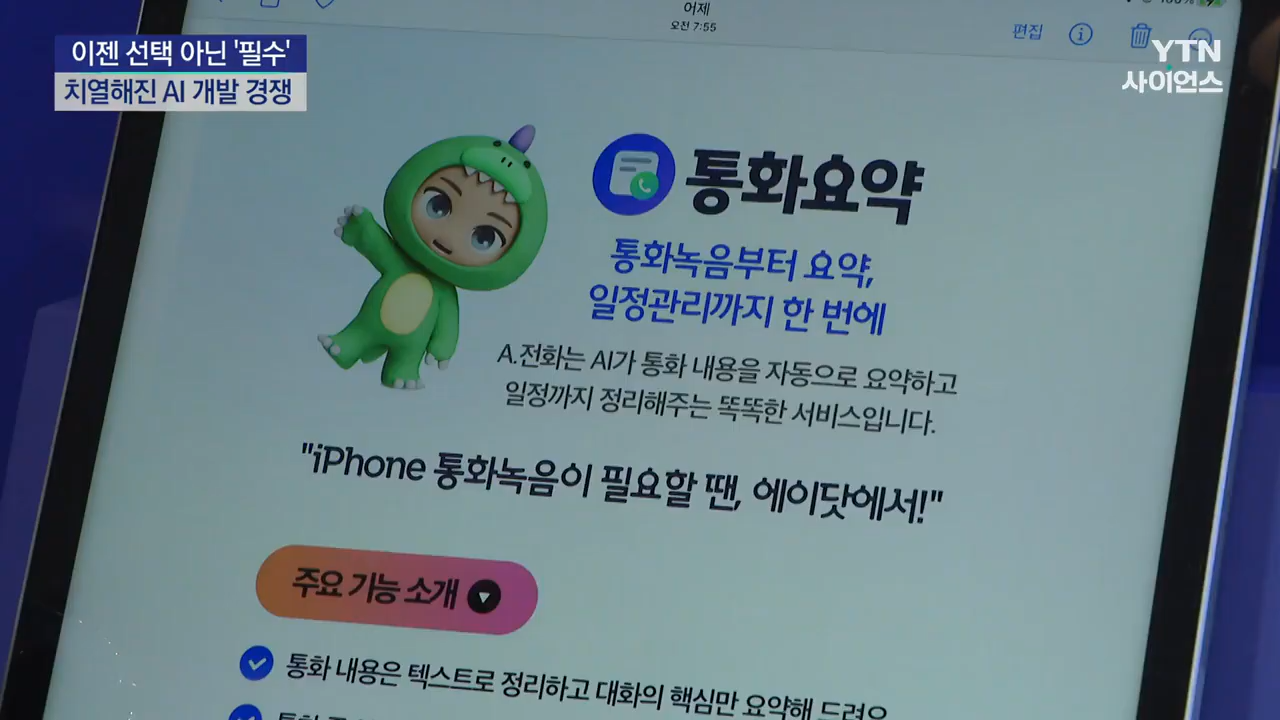 어제
오전 7:55
100%
편집
이젠 선택 아닌 '필수'
치열해진 AI 개발 경쟁
YTN
사이언스
통화요약
통화녹음부터 요약,
일정관리까지 한 번에
A.전화는 AI가 통화 내용을 자동으로 요약하고
일정까지 정리해주는 똑똑한 서비스입니다.
"iPhone 통화녹음이 필요할 땐, 에이닷에서!"
주요 기능 소개
통화 내용은 텍스트로 정리하고 대화의 핵심만 요약해 드려요
통화